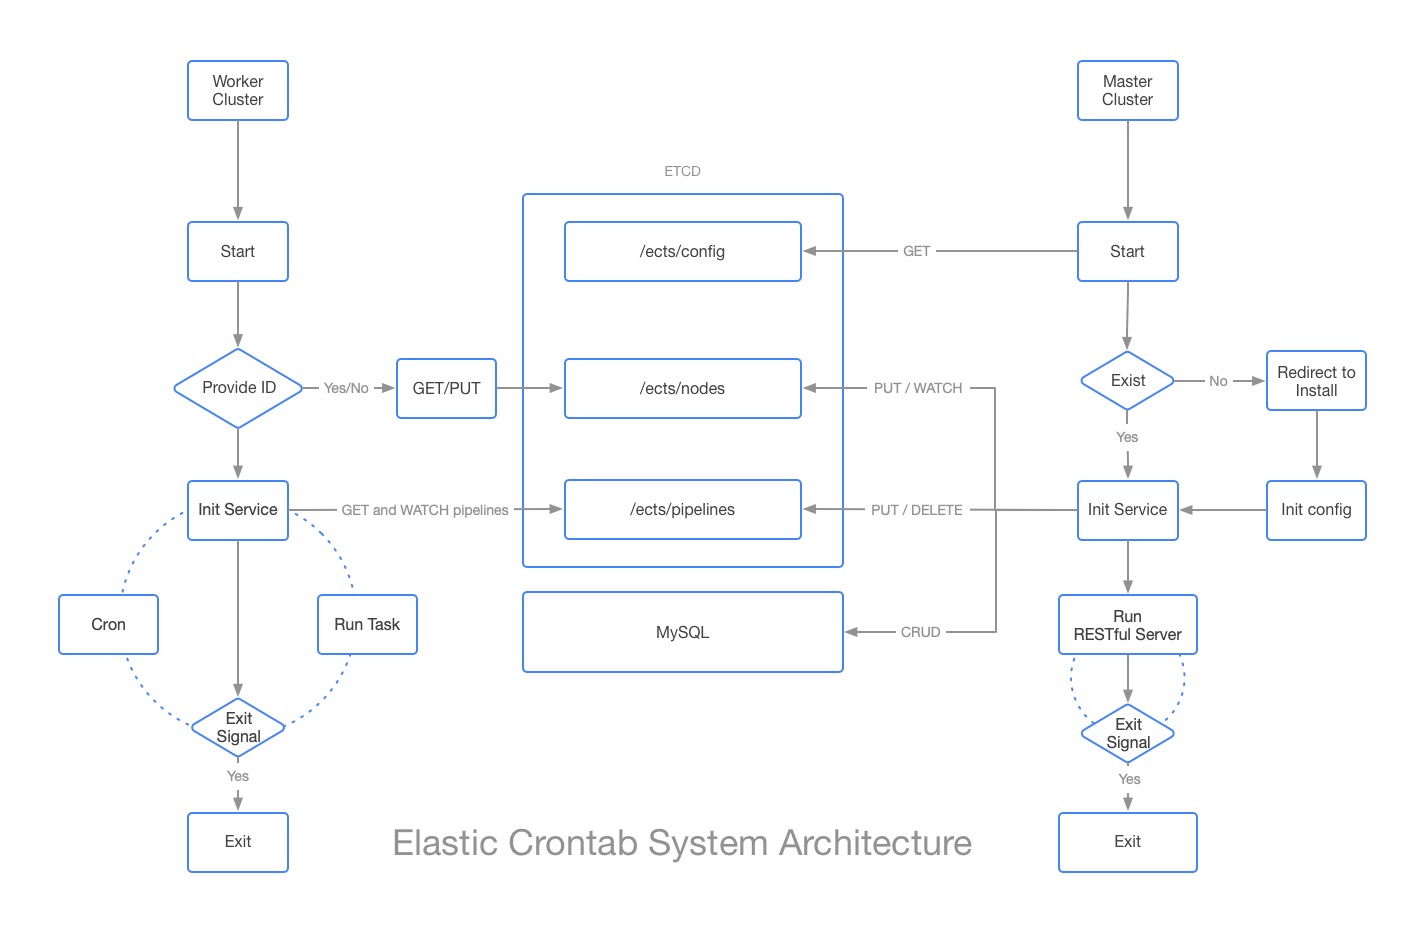 Worker
Cluster
Master
Cluster
ETCD
Start
/ects/config
GET
Start
Provide ID
Yes/No
GET/PUT
/ects/nodes
PUT / WATCH
Exist
No
Redirect to
Install
Yes
Init Service
GET and WATCH pipelines
/ects/pipelines
PUT / DELETE
Init Service
Init config
Cron
Run Task
MySQL
CRUD
Run
RESTful Server
Exit
Signal
Exit
Signal
Yes
Yes
Exit
Elastic Crontab System Architecture
Exit